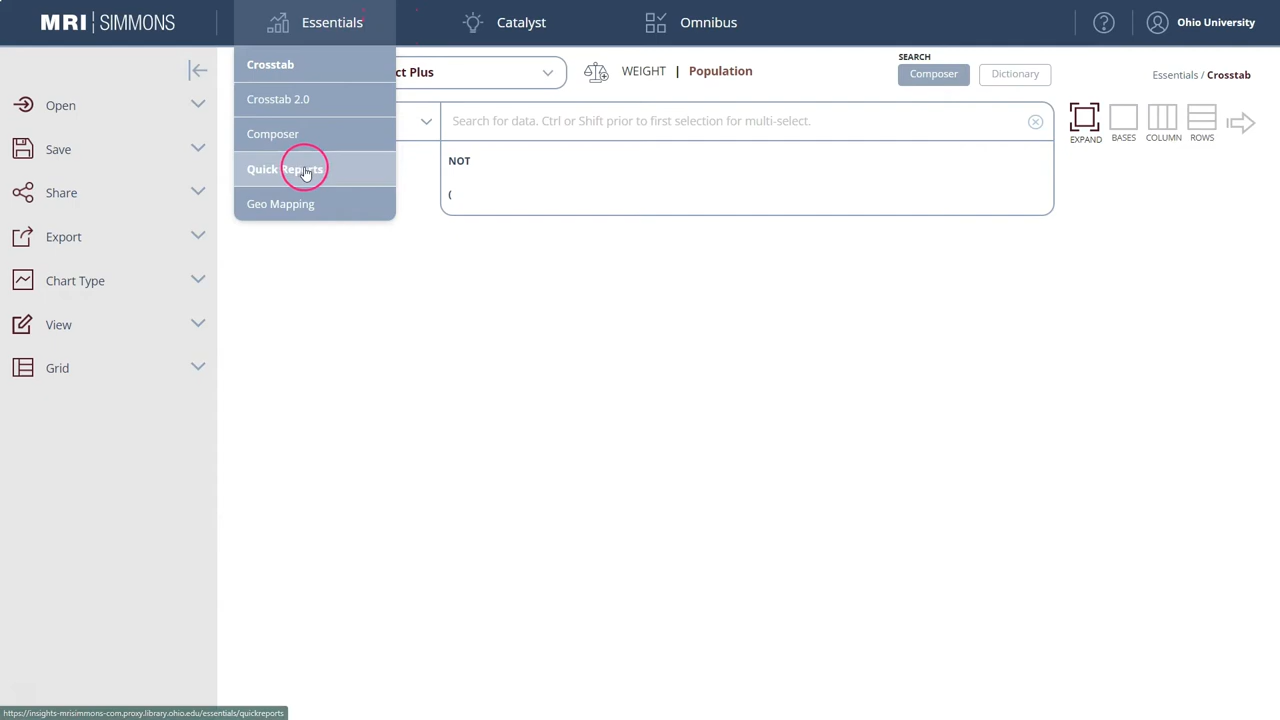 MRI | SIMMONS
Essentials
Catalyst
Omnibus
Ohio University
Crosstab
Crosstab 2.0
Composer
Quick Reports
Geo Mapping
ct Plus
WEIGHT | Population
SEARCH
Composer
Dictionary
Essentials / Crosstab
Search for data. Ctrl or Shift prior to first selection for multi-select.
NOT
(
EXPAND
BASES
COLUMN
ROWS
Open
Save
Share
Export
Chart Type
View
Grid
https://insights-mrisimmons-com.proxy.library.ohio.edu/essentials/quickreports